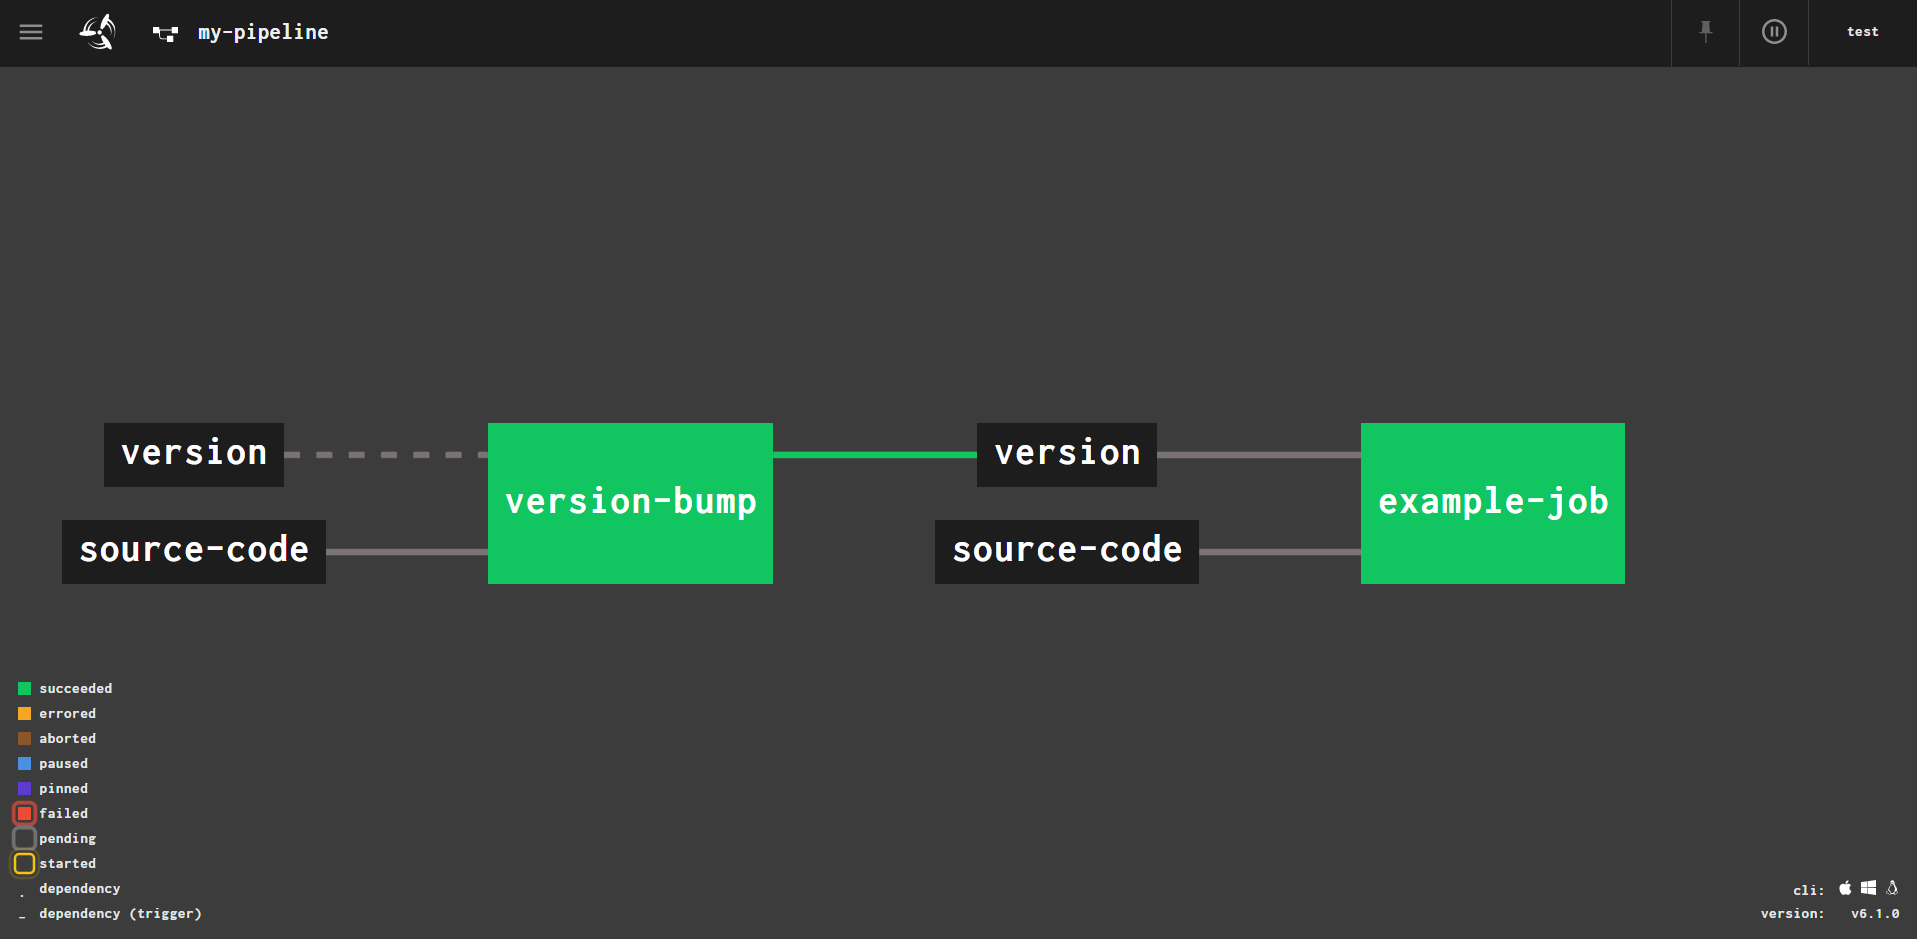 my-pipeline
test
version
version
version-bump
example-job
source-code
source-code
succeeded
errored
aborted
paused
pinned
failed
pending
started
. dependency
– dependency (trigger)
cli:
version: v6.1.0